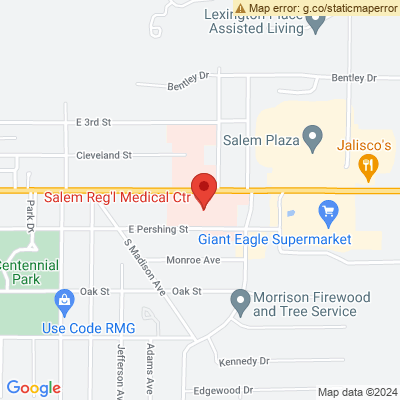 Map error: g.co/staticmaperror
Lexington Place
Assisted Living
Bentley Dr
Bentley Dr
E 3rd St
Salem Plaza
Jalisco's
Cleveland St
Salem Reg'l Medical Ctr
Park Dr
E Pershing St
Giant Eagle Supermarket
S Madison Ave
Centennial
Park
Monroe Ave
Oak St
Oak St
Morrison Firewood
and Tree Service
Use Code RMG
Jefferson Ave
Adams Ave
Kennedy Dr
Edgewood Dr
Google
Map data ©2024